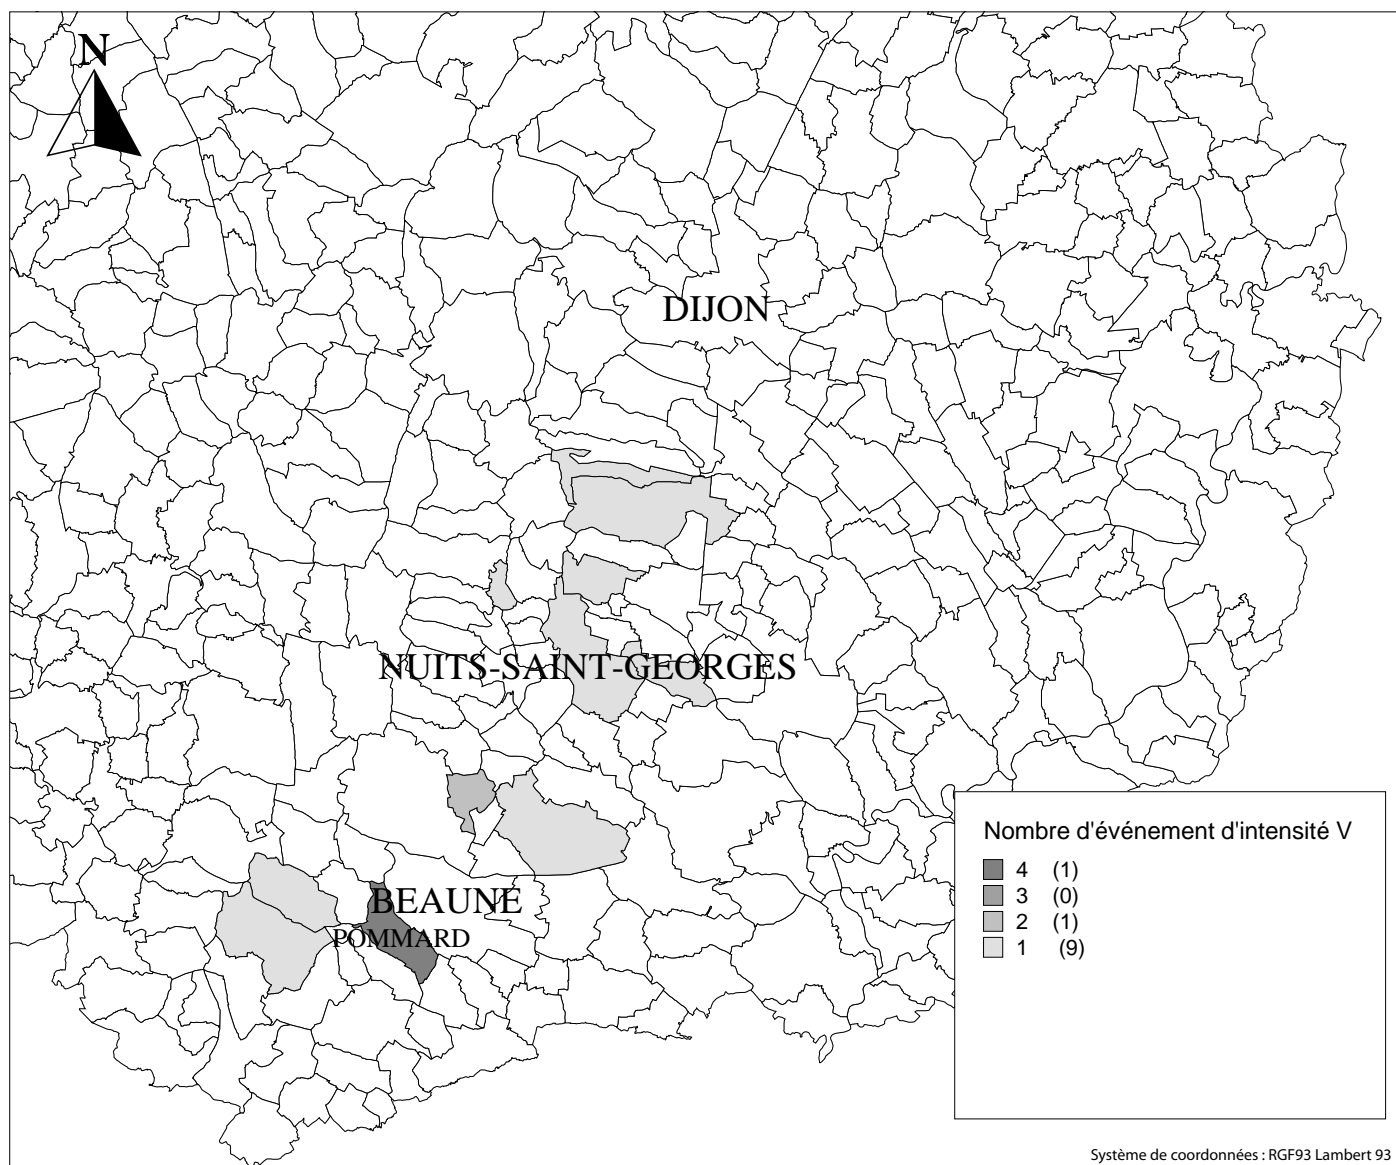 N
DIJON
NUITS-SAINT-GEORGES
BEAUNE
POMMARD
Nombre d'événement d'intensité V
4 (1)
3 (0)
2 (1)
1 (9)
Système de coordonnées : RGF93 Lambert 93